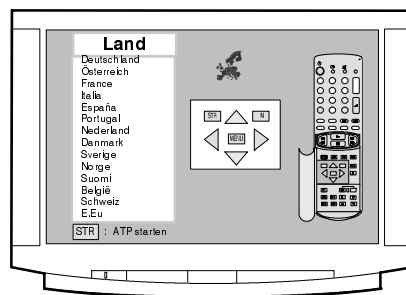 Land
Deutschland
Österreich
France
Italia
España
Portugal
Nederland
Danmark
Sverige
Norge
Suomi
België
Schweiz
E.Eu
STR : ATP starten
STR
MENU